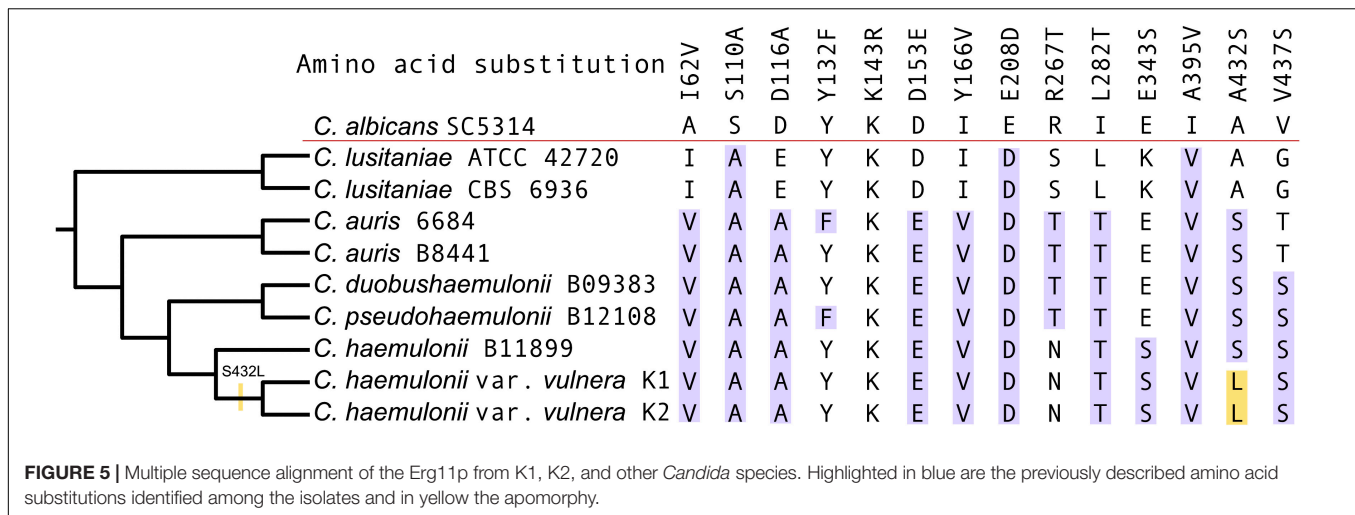 Amino acid substitution I62V S110A D116A Y132F K143R D153E Y166V E208D R267T L282T E343S A395V A432S V437S
C. albicans SC5314 A S D Y K D I E R I E I A V
C. lusitaniae ATCC 42720 I A E Y K D I D S L K V A G
C. lusitaniae CBS 6936 I A E Y K D I D S L K V A G
C. auris 6684 V A A F K E V D T T E V S T
C. auris B8441 V A A Y K E V D T T E V S T
C. duobushaemulonii B09383 V A A Y K E V D T T E V S S
C. pseudohaemulonii B12108 V A A F K E V D T T E V S S
C. haemulonii B11899 V A A Y K E V D N T S V S S
S432L
C. haemulonii var. vulnera K1 V A A Y K E V D N T S V L S
C. haemulonii var. vulnera K2 V A A Y K E V D N T S V L S
FIGURE 5 | Multiple sequence alignment of the Erg11p from K1, K2, and other Candida species. Highlighted in blue are the previously described amino acid
substitutions identified among the isolates and in yellow the apomorphy.